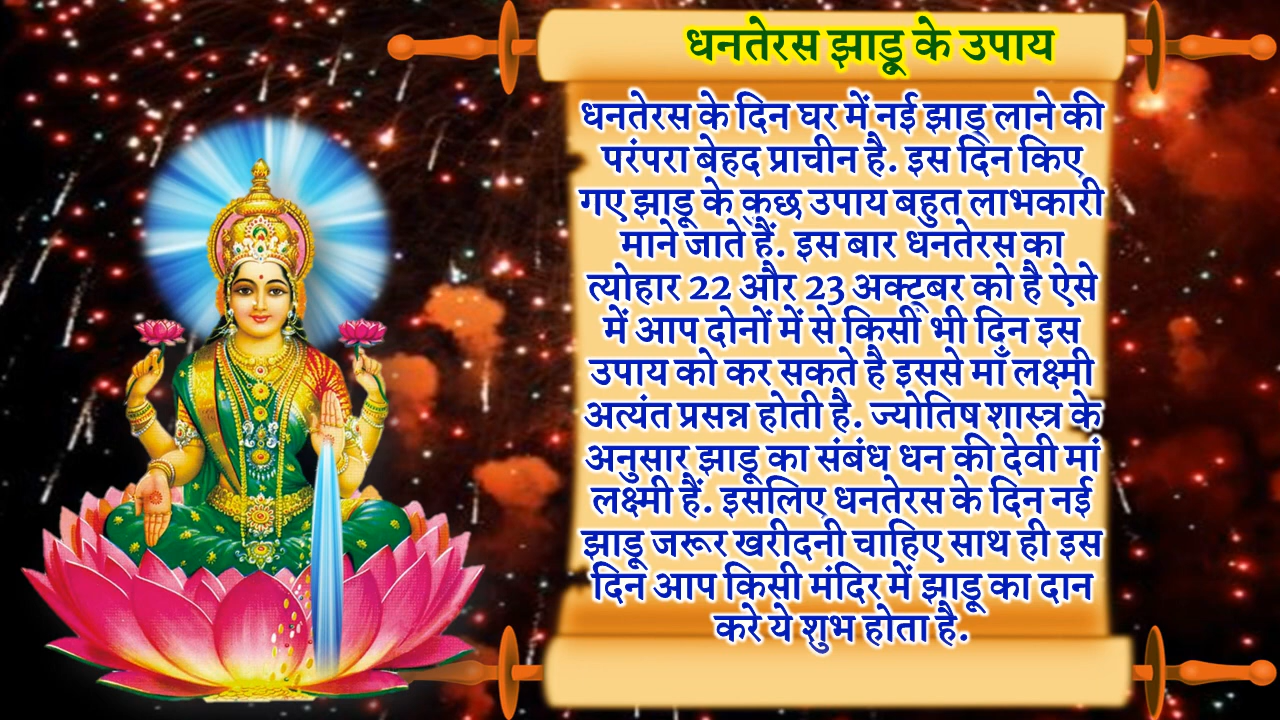 धनतेरस झाड़ू के उपाय
धनतेरस के दिन घर में नई झाड़ू लाने की
परंपरा बेहद प्राचीन है. इस दिन किए
गए झाड़ू के कुछ उपाय बहुत लाभकारी
माने जाते हैं. इस बार धनतेरस का
त्योहार 22 और 23 अक्टूबर को है ऐसे
में आप दोनों में से किसी भी दिन इस
उपाय को कर सकते है इससे माँ लक्ष्मी
अत्यंत प्रसन्न होती है. ज्योतिष शास्त्र के
अनुसार झाड़ू का संबंध धन की देवी मां
लक्ष्मी हैं. इसलिए धनतेरस के दिन नई
झाड़ू जरूर खरीदनी चाहिए साथ ही इस
दिन आप किसी मंदिर में झाड़ू का दान
करे ये शुभ होता है.